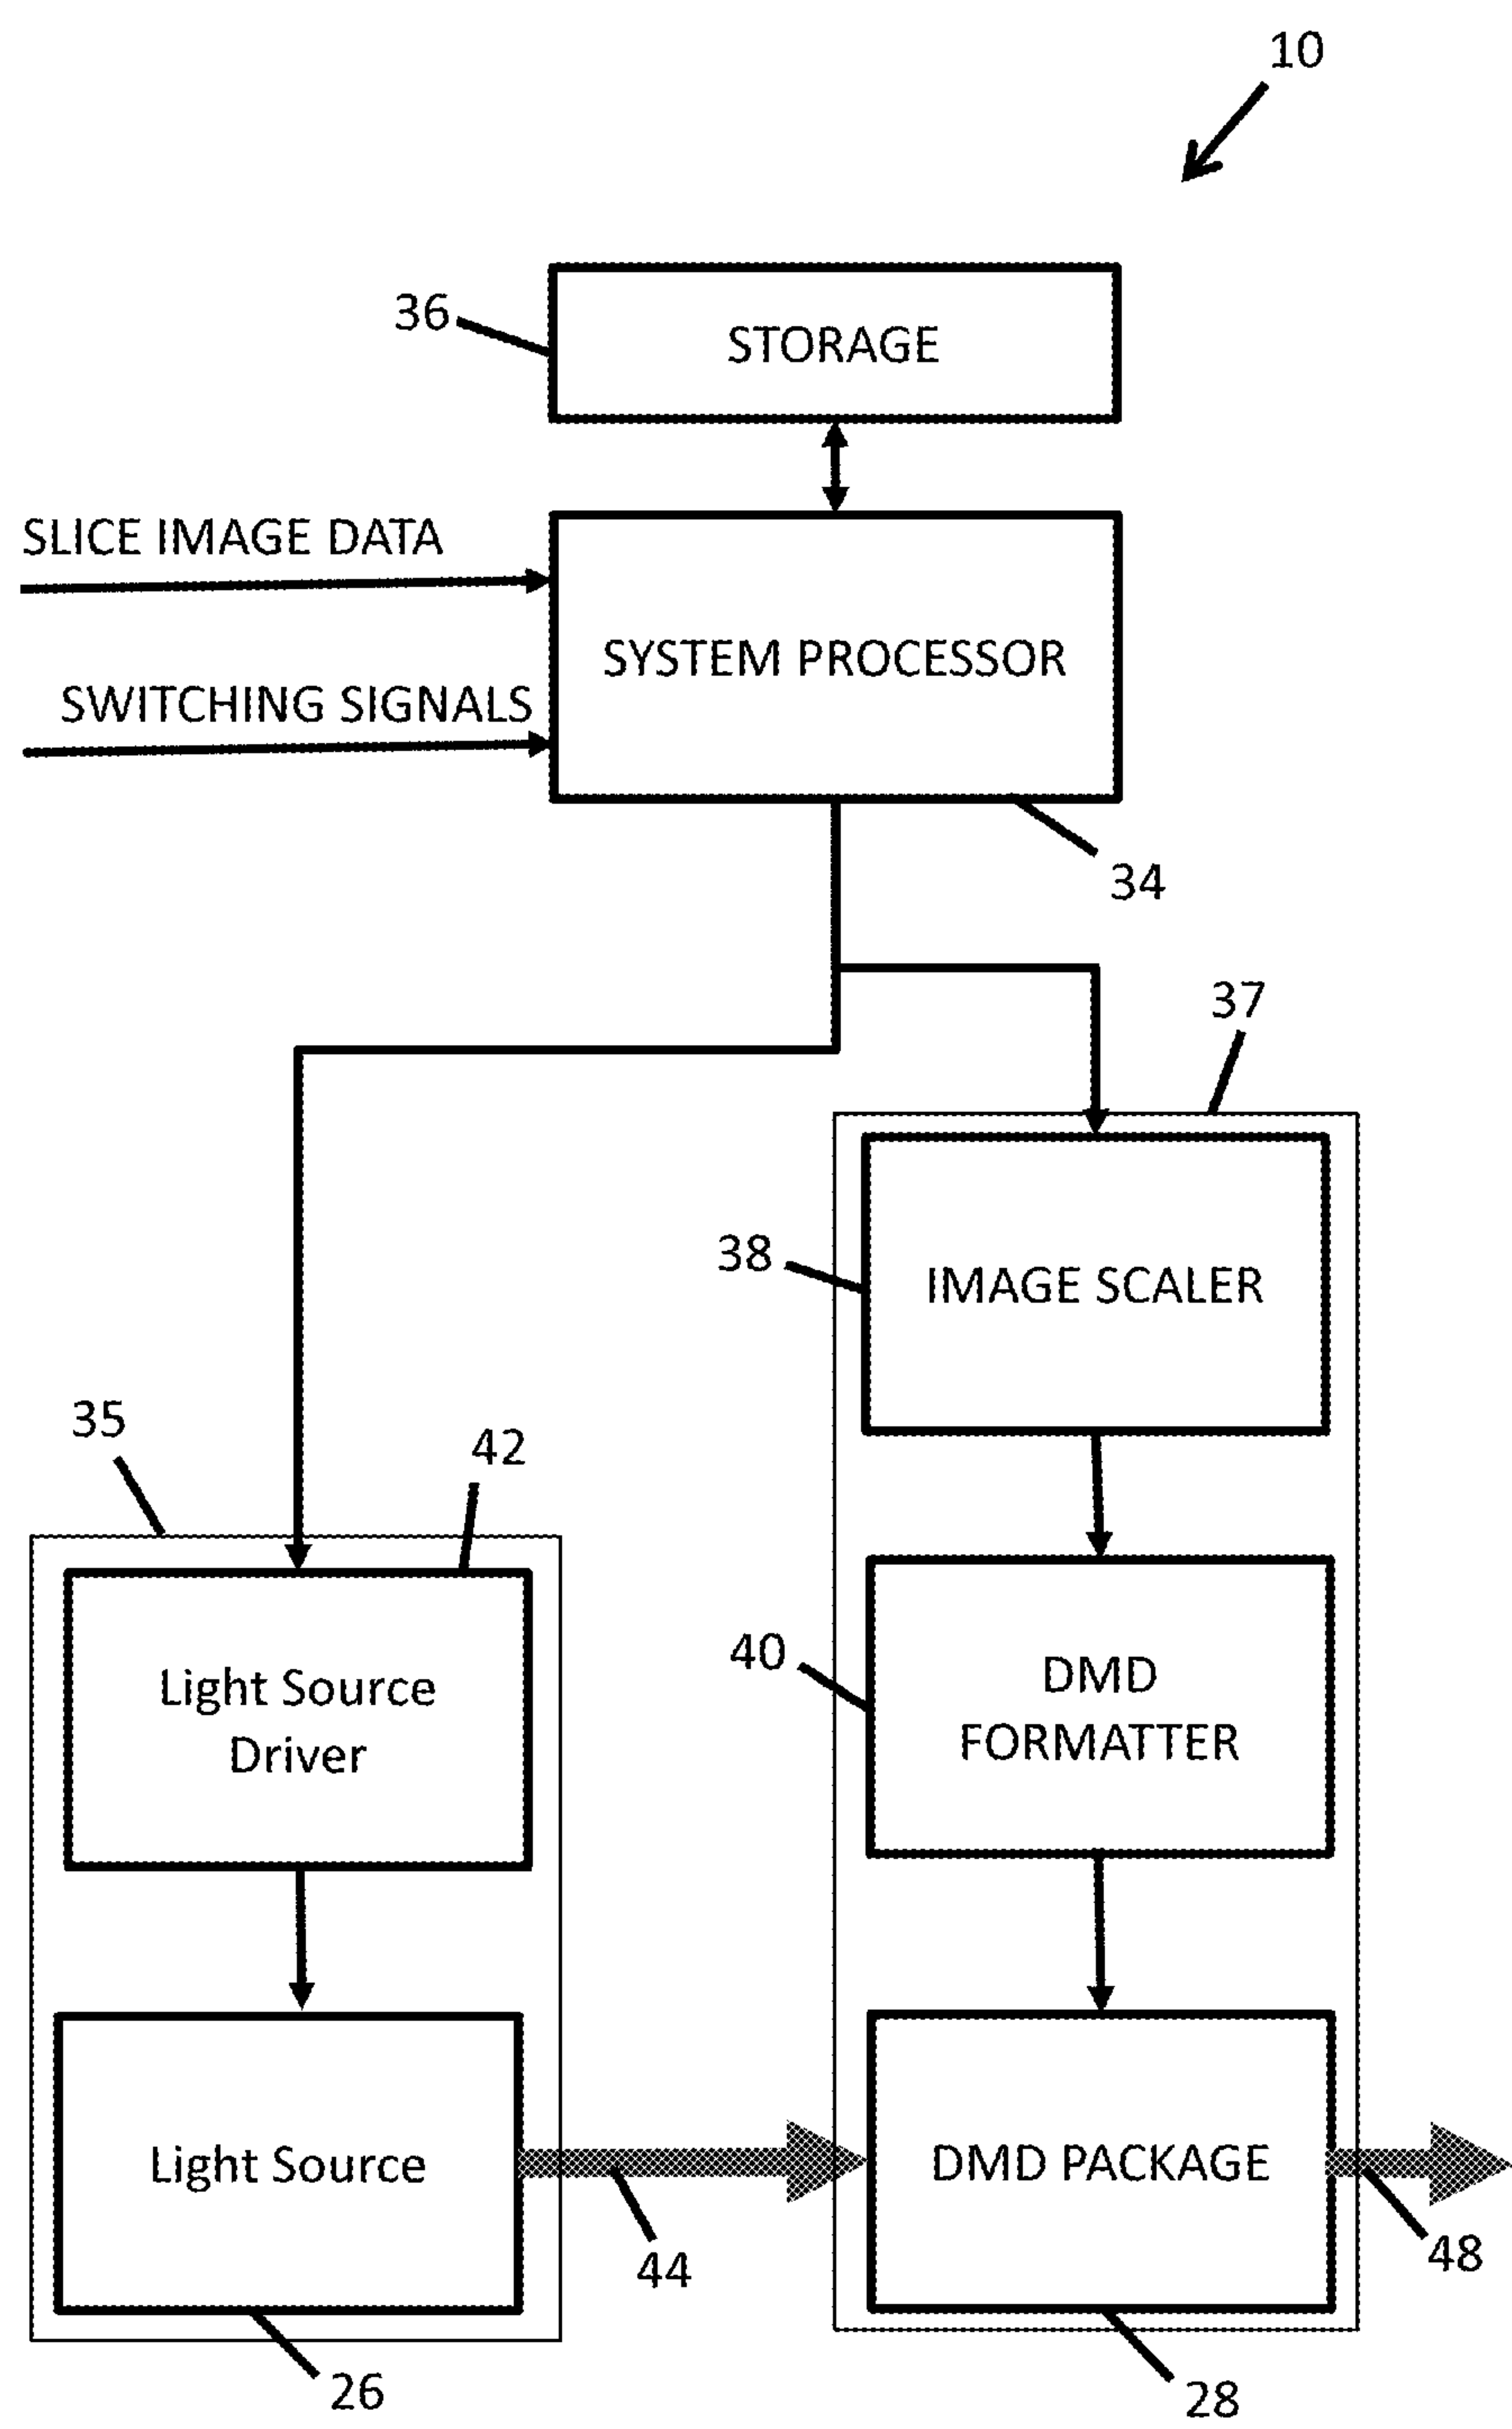 10
36
STORAGE
SLICE IMAGE DATA
SYSTEM PROCESSOR
SWITCHING SIGNALS
34
37
38
IMAGE SCALER
35
42
40
DMD
FORMATTER
Light Source
Driver
Light Source
DMD PACKAGE
44
48
26
28